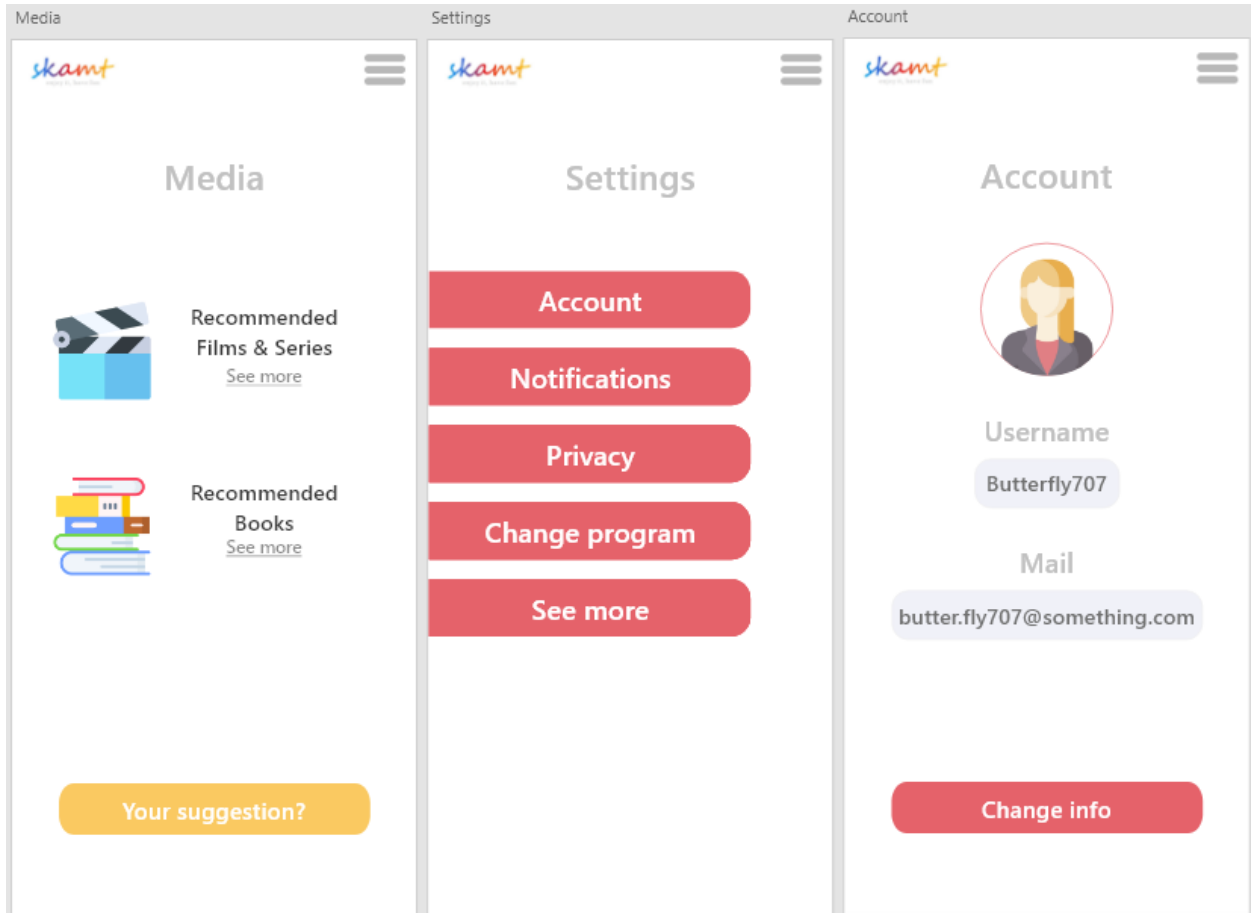 Media
skamt
Media
Recommended
Films & Series
See more
Recommended
Books
See more
Your suggestion?
Settings
skamt
Settings
Account
Notifications
Privacy
Change program
See more
Account
skamt
Account
Username
Butterfly707
Mail
butter.fly707@something.com
Change info